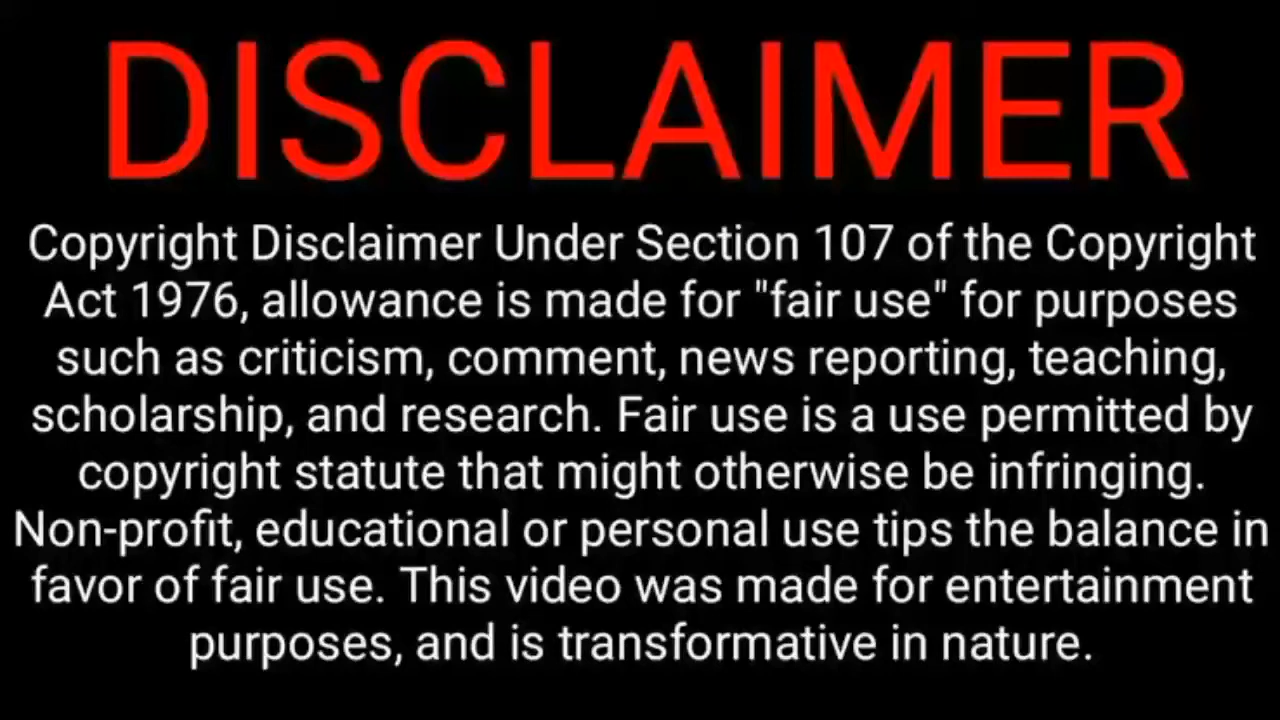 DISCLAIMER
Copyright Disclaimer Under Section 107 of the Copyright
Act 1976, allowance is made for "fair use" for purposes
such as criticism, comment, news reporting, teaching,
scholarship, and research. Fair use is a use permitted by
copyright statute that might otherwise be infringing.
Non-profit, educational or personal use tips the balance in
favor of fair use. This video was made for entertainment
purposes, and is transformative in nature.